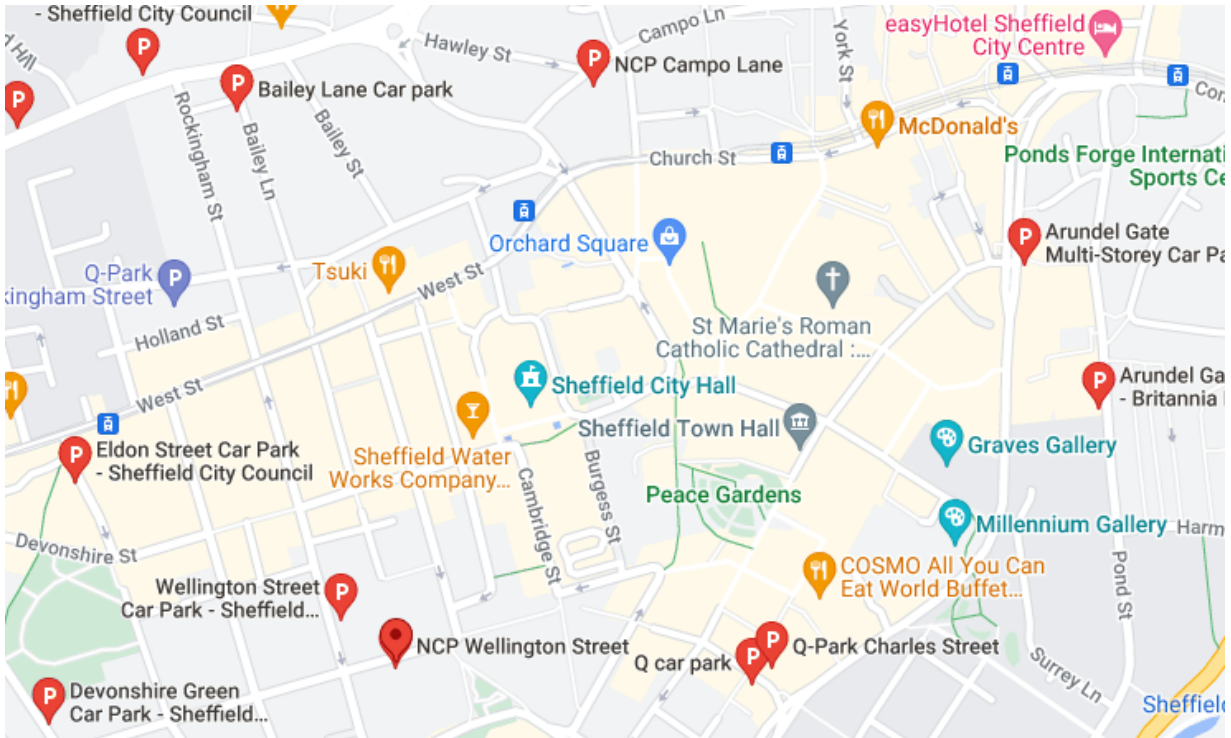 - Sheffield City Council
Hawley St
Campo Ln
York St
easyHotel Sheffield
City Centre
NCP Campo Lane
Bailey Lane Car park
Rockingham St
Bailey Ln
Bailey St
McDonald's
Church St
Ponds Forge Internati
Sports Ce
Orchard Square
Arundel Gate
Multi-Storey Car Pa
Q-Park
kingham Street
Tsuki
West St
Holland St
St Marie's Roman
Catholic Cathedral :...
Sheffield City Hall
Arundel Ga
- Britannia
West St
Sheffield Town Hall
Eldon Street Car Park
- Sheffield City Council
Sheffield Water
Works Company...
Graves Gallery
Cambridge St
Burgess St
Peace Gardens
Millennium Gallery
Harm
Devonshire St
COSMO All You Can
Eat World Buffet...
Pond St
Wellington Street
Car Park - Sheffield...
NCP Wellington Street
Q car park
Q-Park Charles Street
Surrey Ln
Devonshire Green
Car Park - Sheffield...
Sheffield